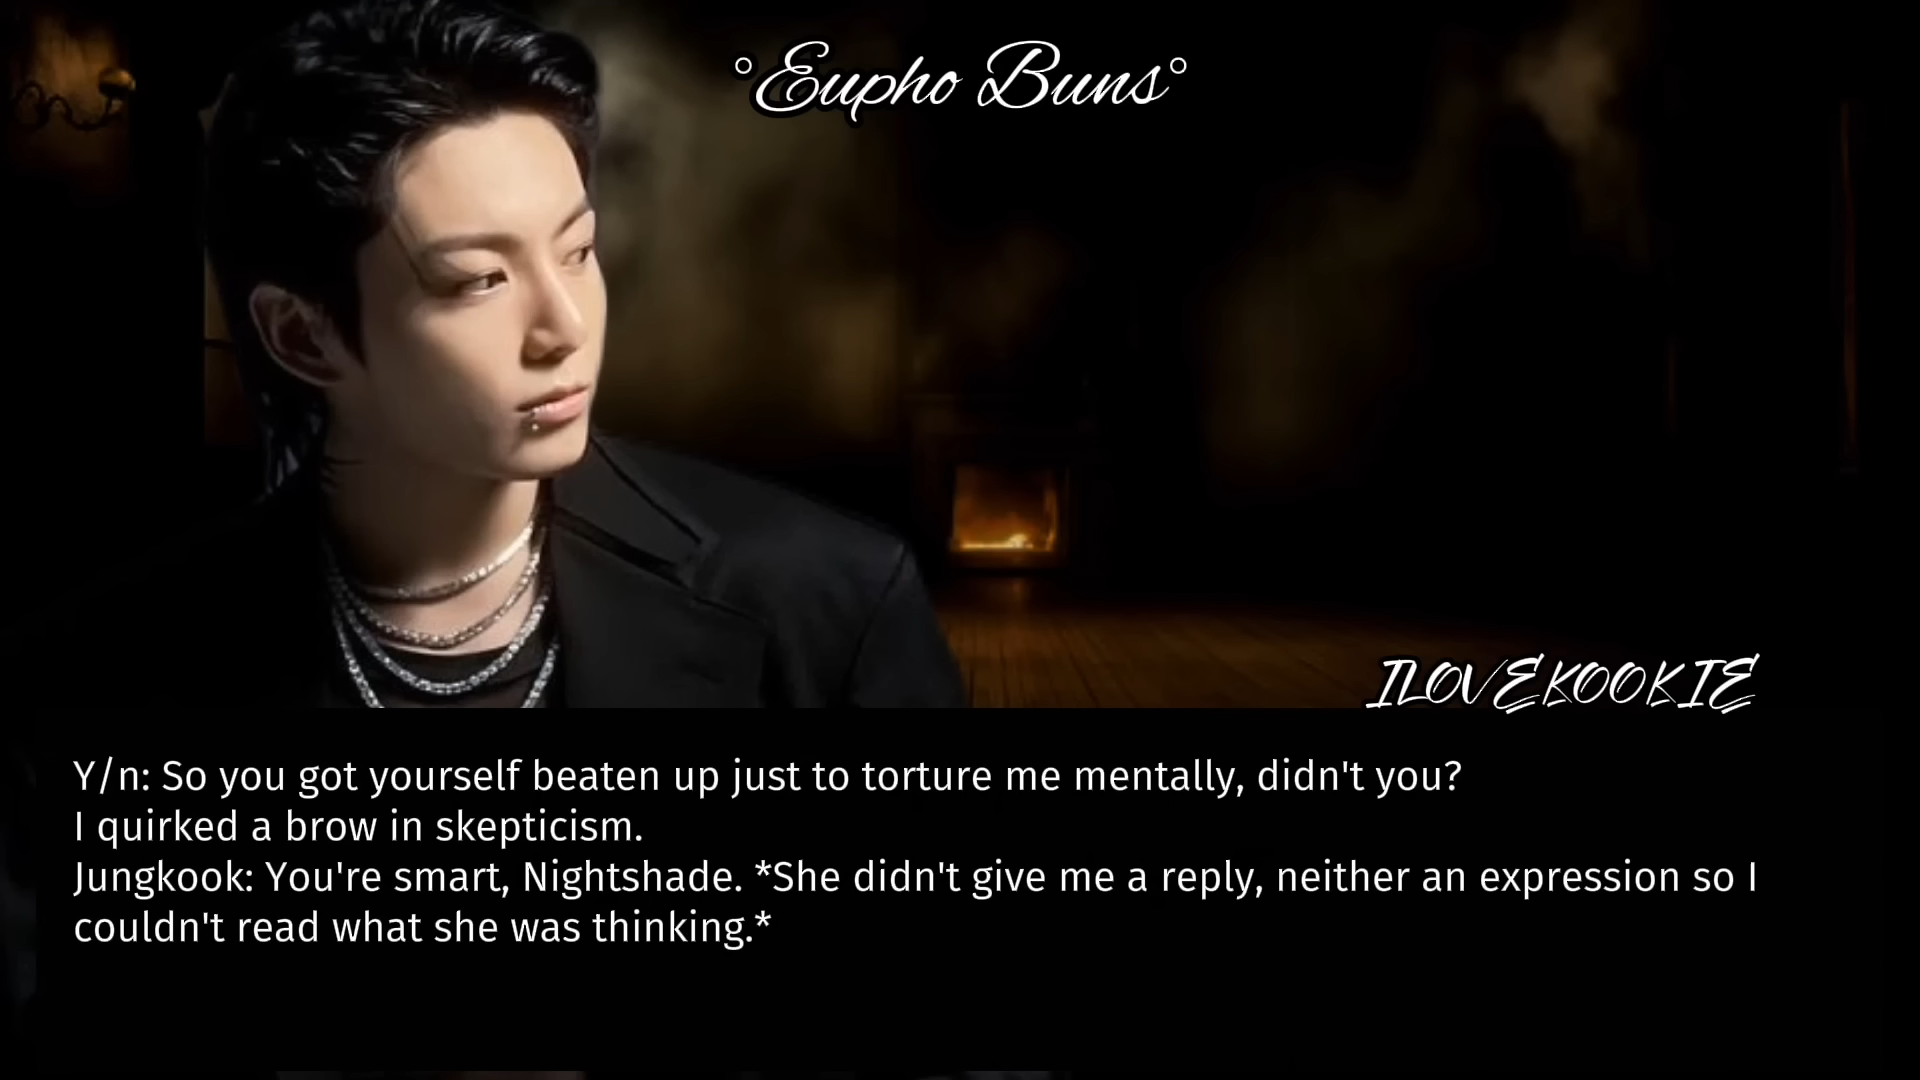 °Eupho Buns°
ILOVEKOOKIE
Y/n: So you got yourself beaten up just to torture me mentally, didn't you?
I quirked a brow in skepticism.
Jungkook: You're smart, Nightshade. *She didn't give me a reply, neither an expression so I
couldn't read what she was thinking.*